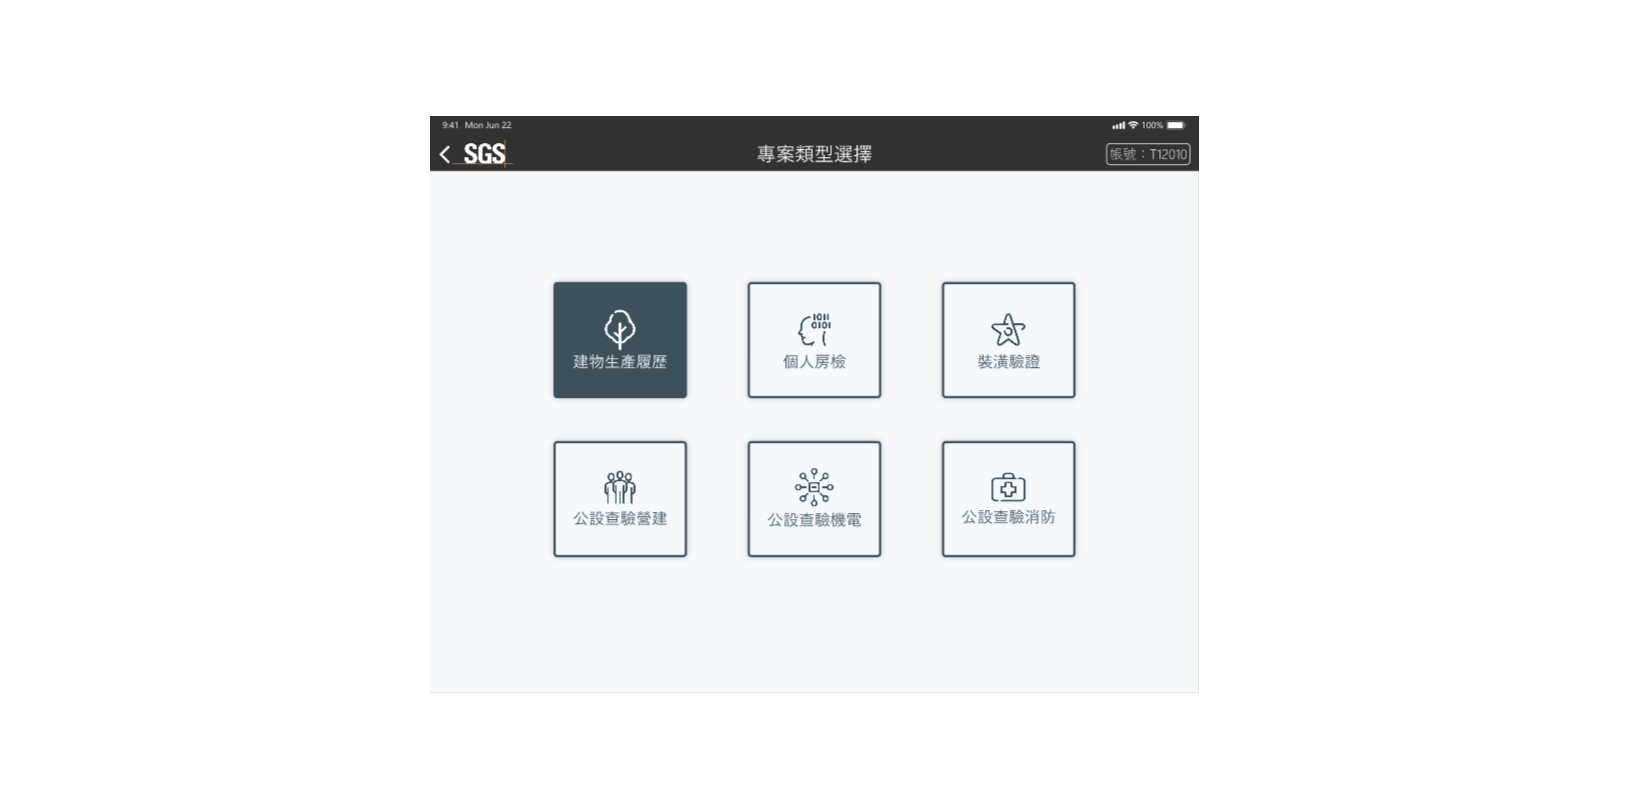 9:41 Mon Jun 22
100%
SGS
專案類型選擇
帳號：T12010
建物生產履歷
1011
0101
個人房檢
裝潢驗證
公設查驗營建
公設查驗機電
公設查驗消防